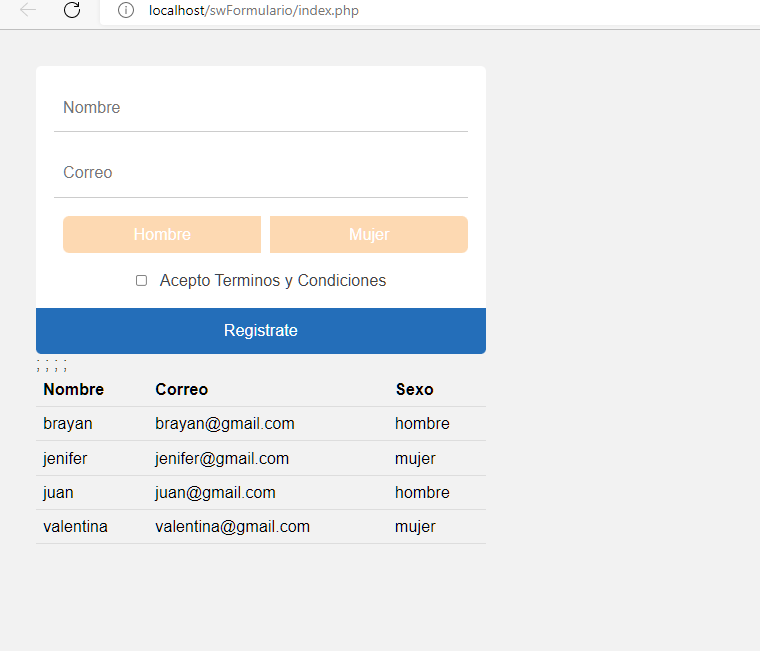 localhost/swFormulario/index.php
Nombre
Correo
Hombre Mujer
Acepto Terminos y Condiciones
Registrate
; ; ; ;
Nombre Correo Sexo
brayan brayan@gmail.com hombre
jenifer jenifer@gmail.com mujer
juan juan@gmail.com hombre
valentina valentina@gmail.com mujer